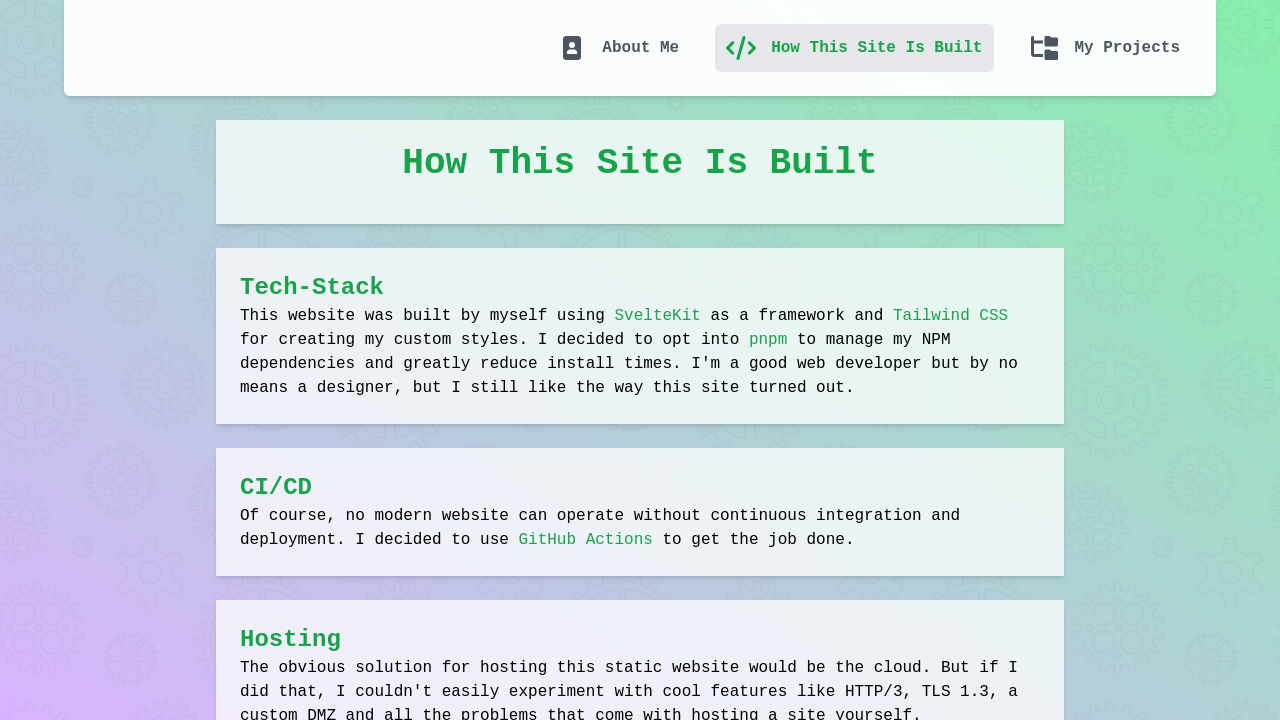 About Me
How This Site Is Built
My Projects
How This Site Is Built
Tech-Stack
This website was built by myself using SvelteKit as a framework and Tailwind CSS
for creating my custom styles. I decided to opt into pnpm to manage my NPM
dependencies and greatly reduce install times. I'm a good web developer but by no
means a designer, but I still like the way this site turned out.
CI/CD
Of course, no modern website can operate without continuous integration and
deployment. I decided to use GitHub Actions to get the job done.
Hosting
The obvious solution for hosting this static website would be the cloud. But if I
did that, I couldn't easily experiment with cool features like HTTP/3, TLS 1.3, a
custom DMZ and all the problems that come with hosting a site yourself.